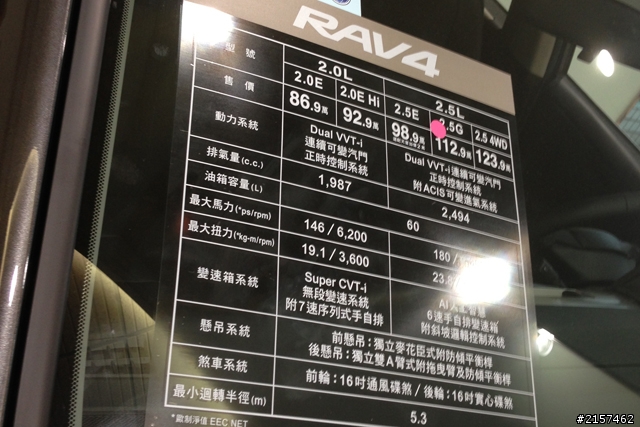 RAV4
型號 2.0L 2.5L
2.0E 2.0E Hi 2.5E 2.5G 2.5 4WD
售價 86.9萬 92.9萬 98.9萬 112.9萬 123.9萬
動力系統 Dual VVT-i 連續可變汽門 正時控制系統 Dual VVT-i 連續可變汽門 正時控制系統 附ACIS可變進氣系統
排氣量(c.c.) 1,987 2,494
油箱容量(L) 60
最大馬力(*ps/rpm) 146 / 6,200 180 /
最大扭力(*kg-m/rpm) 19.1 / 3,600
變速箱系統 Super CVT-i 無段變速系統 附7速序列式手自排 6速手自排變速箱 附斜坡邏輯控制系統
懸吊系統 前懸吊:獨立麥花臣式附防傾平衡桿
後懸吊:獨立雙A臂式附拖曳臂及防傾平衡桿
煞車系統 前輪:16吋通風碟煞 / 後輪:16吋實心碟煞
最小迴轉半徑(m) 5.3
*歐制淨值 EEC NET
#2157462